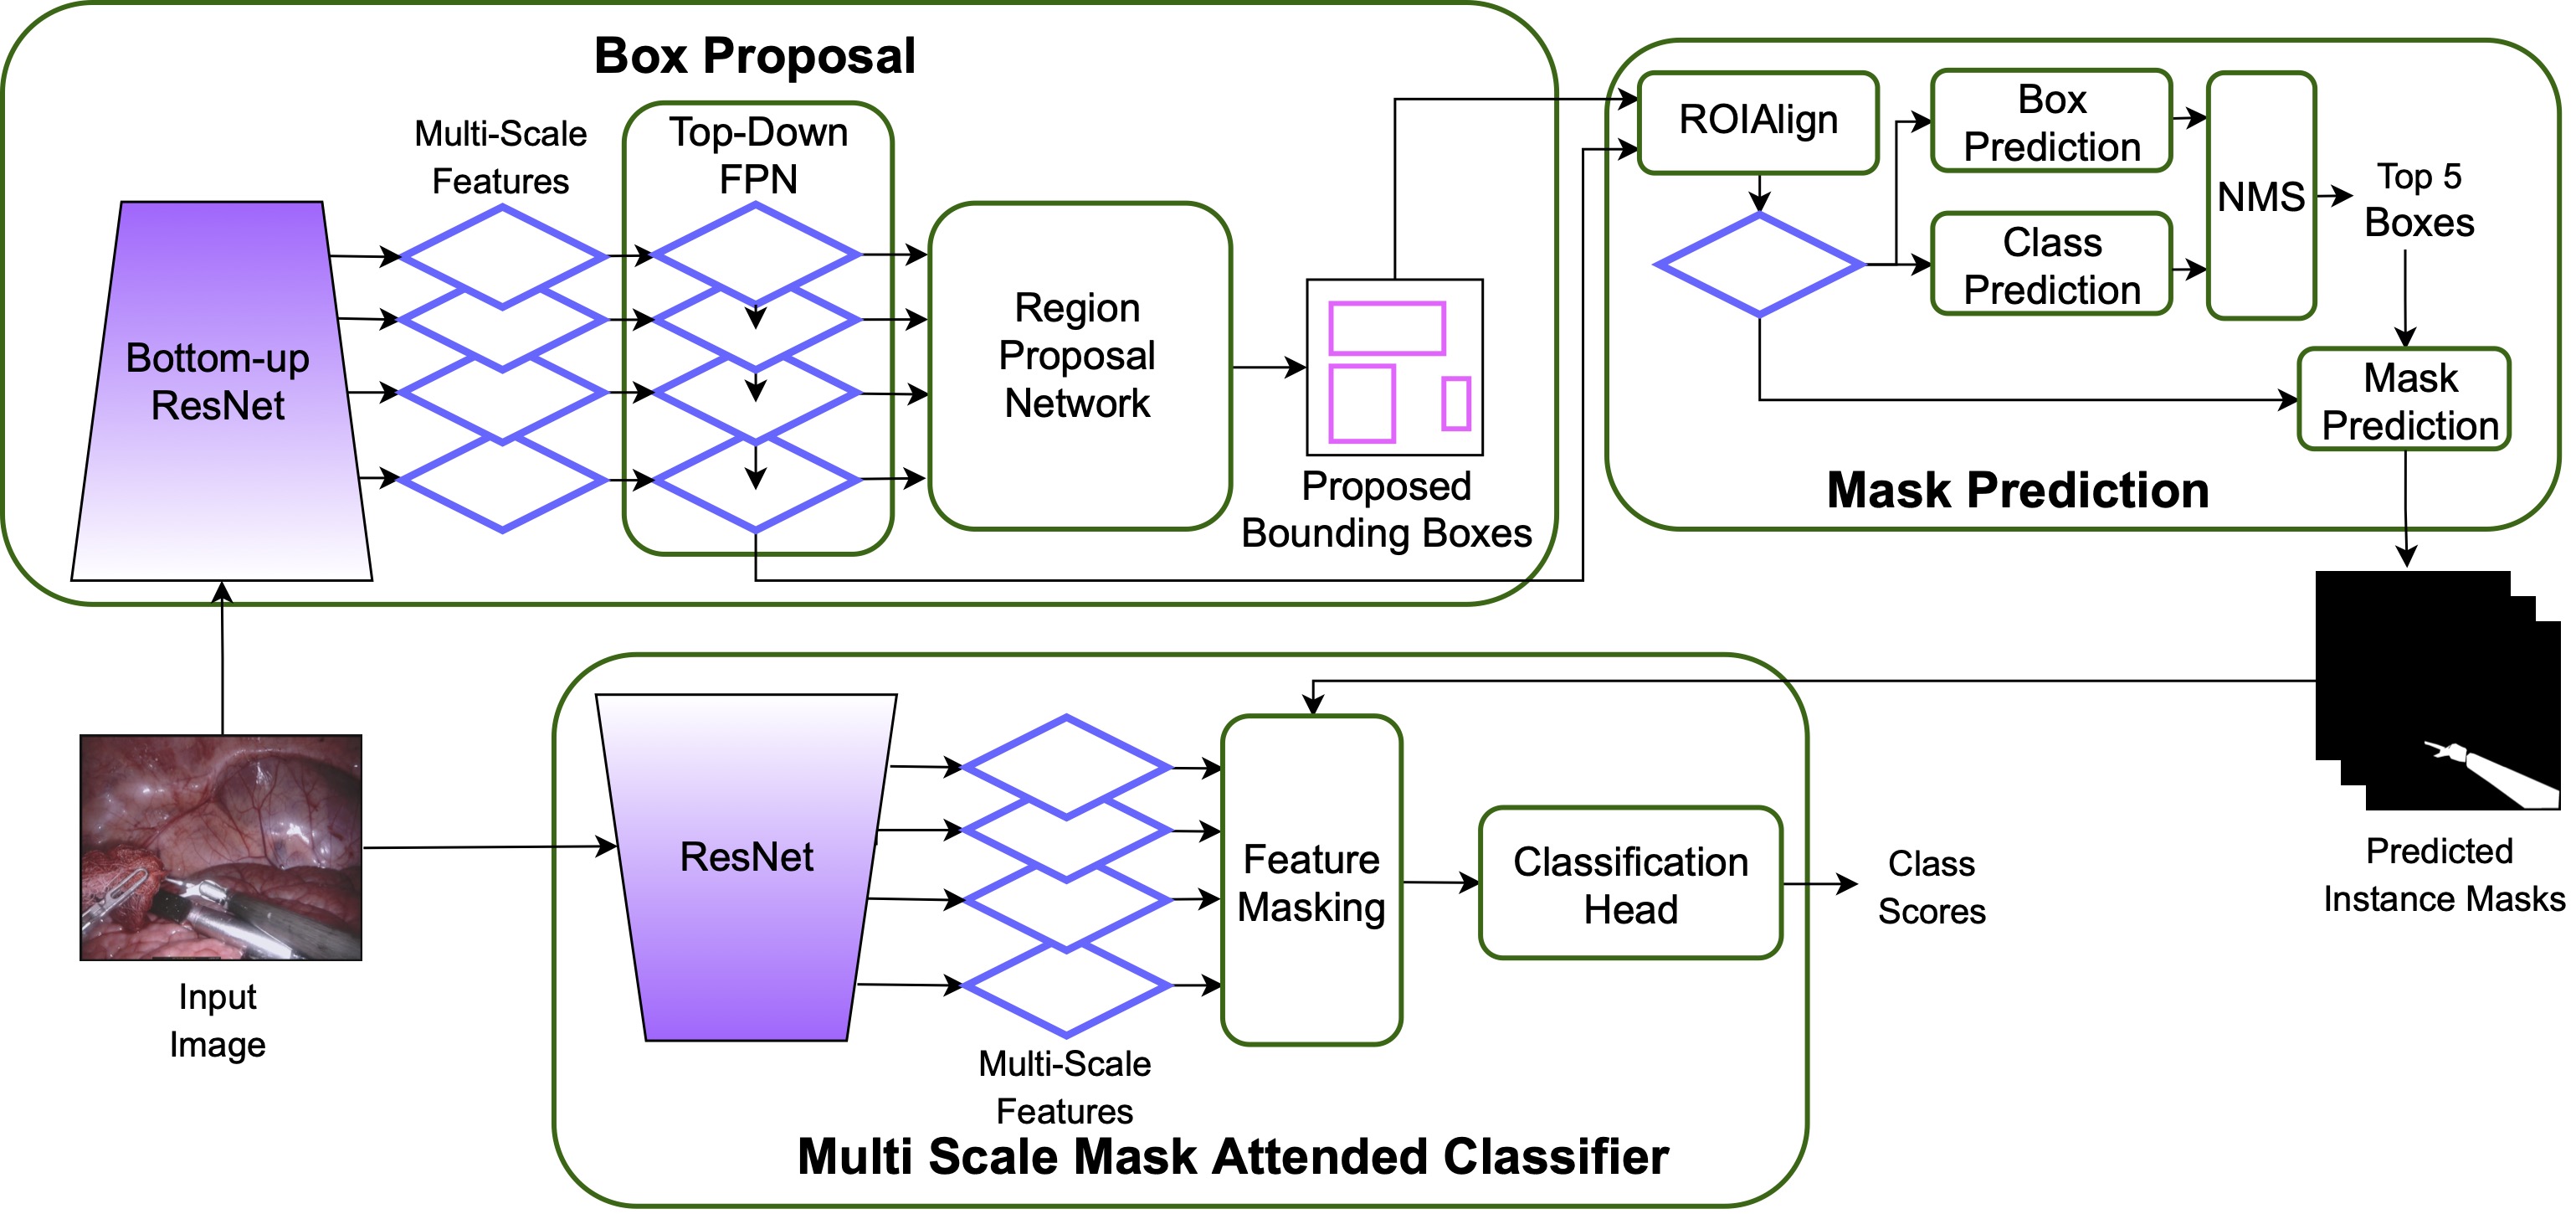 Box Proposal
Multi-Scale
Features
Top-Down
FPN
Bottom-up
ResNet
Region
Proposal
Network
Proposed
Bounding Boxes
ROIAlign
Box
Prediction
Class
Prediction
NMS
Top 5
Boxes
Mask
Prediction
Mask Prediction
Input
Image
ResNet
Multi-Scale
Features
Feature
Masking
Classification
Head
Class
Scores
Predicted
Instance Masks
Multi Scale Mask Attended Classifier